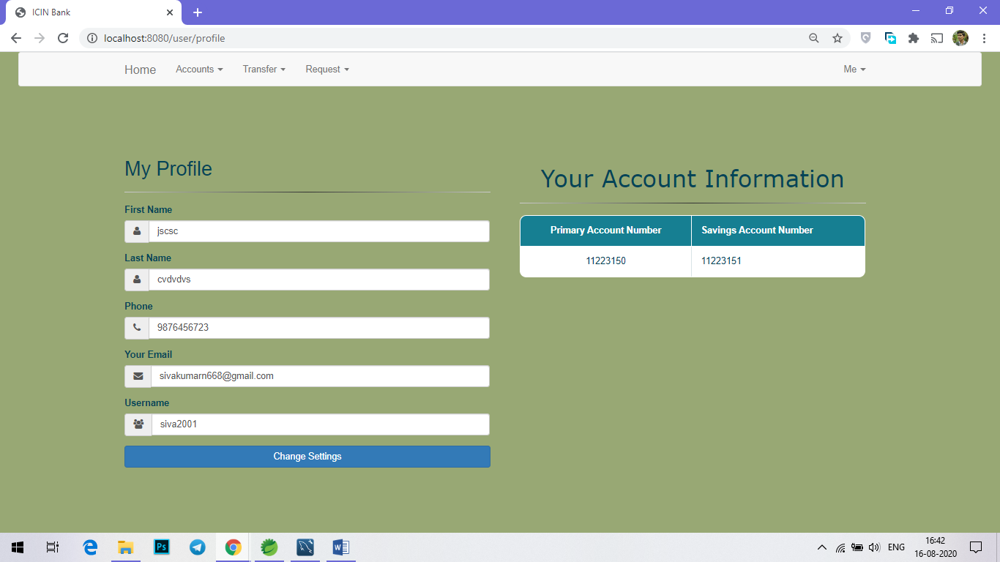 ICIN Bank
localhost:8080/user/profile
Home Accounts Transfer Request Me
My Profile
First Name
jscsc
Last Name
cvdvdvs
Phone
9876456723
Your Email
sivakumarn668@gmail.com
Username
siva2001
Change Settings
Your Account Information
Primary Account Number Savings Account Number
11223150 11223151
Ps
W
ENG
16:42
16-08-2020